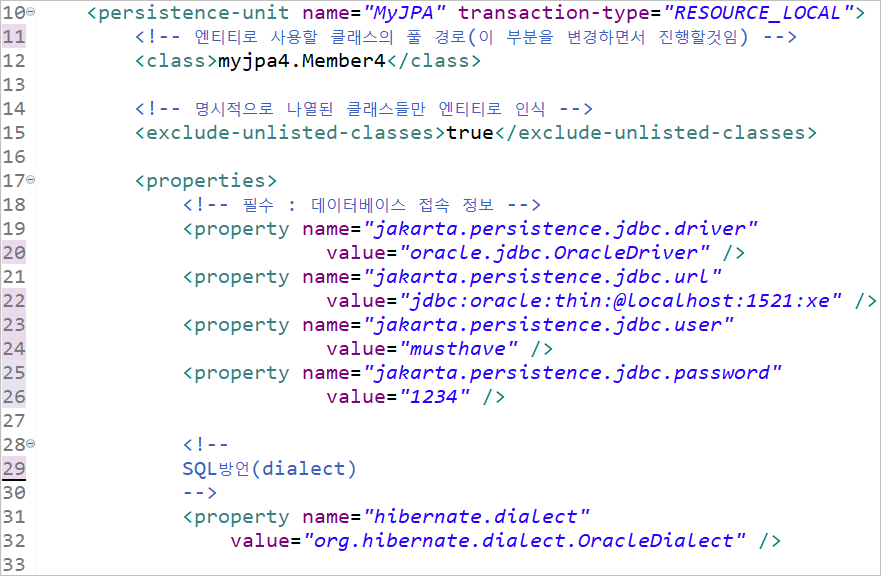 10 <persistence-unit name="MyJPA" transaction-type="RESOURCE_LOCAL">
11 <!-- 엔티티로 사용할 클래스의 풀 경로(이 부분을 변경하면서 진행할것임) -->
12 <class>myjpa4.Member4</class>
13
14 <!-- 명시적으로 나열된 클래스들만 엔티티로 인식 -->
15 <exclude-unlisted-classes>true</exclude-unlisted-classes>
16
17 <properties>
18 <!-- 필수 : 데이터베이스 접속 정보 -->
19 <property name="jakarta.persistence.jdbc.driver"
20 value="oracle.jdbc.OracleDriver" />
21 <property name="jakarta.persistence.jdbc.url"
22 value="jdbc:oracle:thin:@localhost:1521:xe" />
23 <property name="jakarta.persistence.jdbc.user"
24 value="musthave" />
25 <property name="jakarta.persistence.jdbc.password"
26 value="1234" />
27
28 <!--
29 SQL방언(dialect)
30 -->
31 <property name="hibernate.dialect"
32 value="org.hibernate.dialect.OracleDialect" />
33